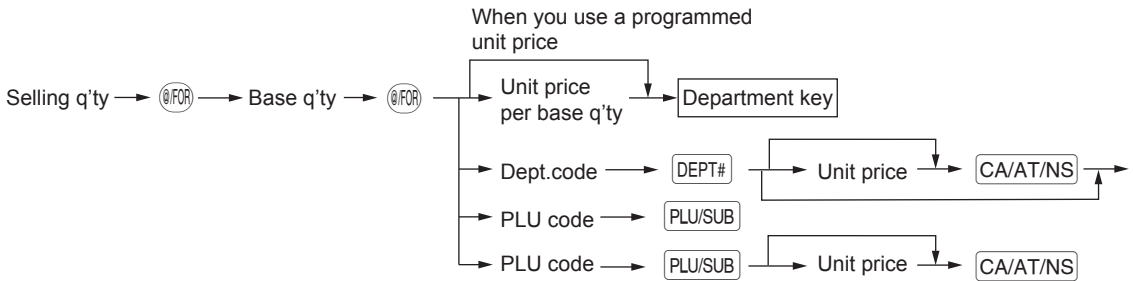 When you use a programmed
unit price
Selling q’ty @/FOR Base q’ty @/FOR Unit price
per base q’ty Department key
Dept.code DEPT# Unit price CA/AT/NS
PLU code PLU/SUB
PLU code PLU/SUB Unit price CA/AT/NS